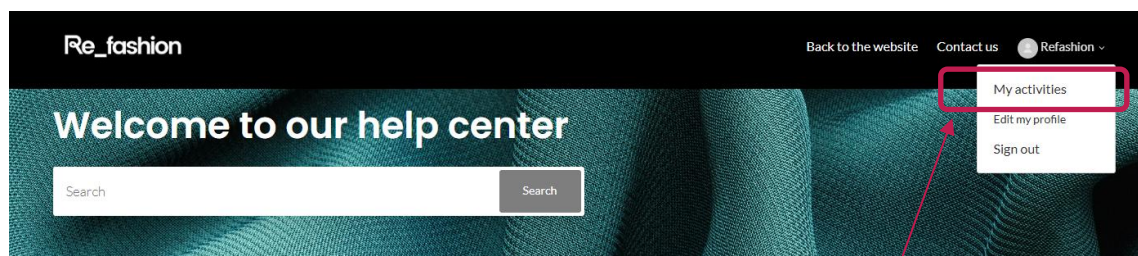 Re_fashion
Back to the website Contact us Refashion
My activities
Edit my profile
Sign out
Welcome to our help center
Search Search